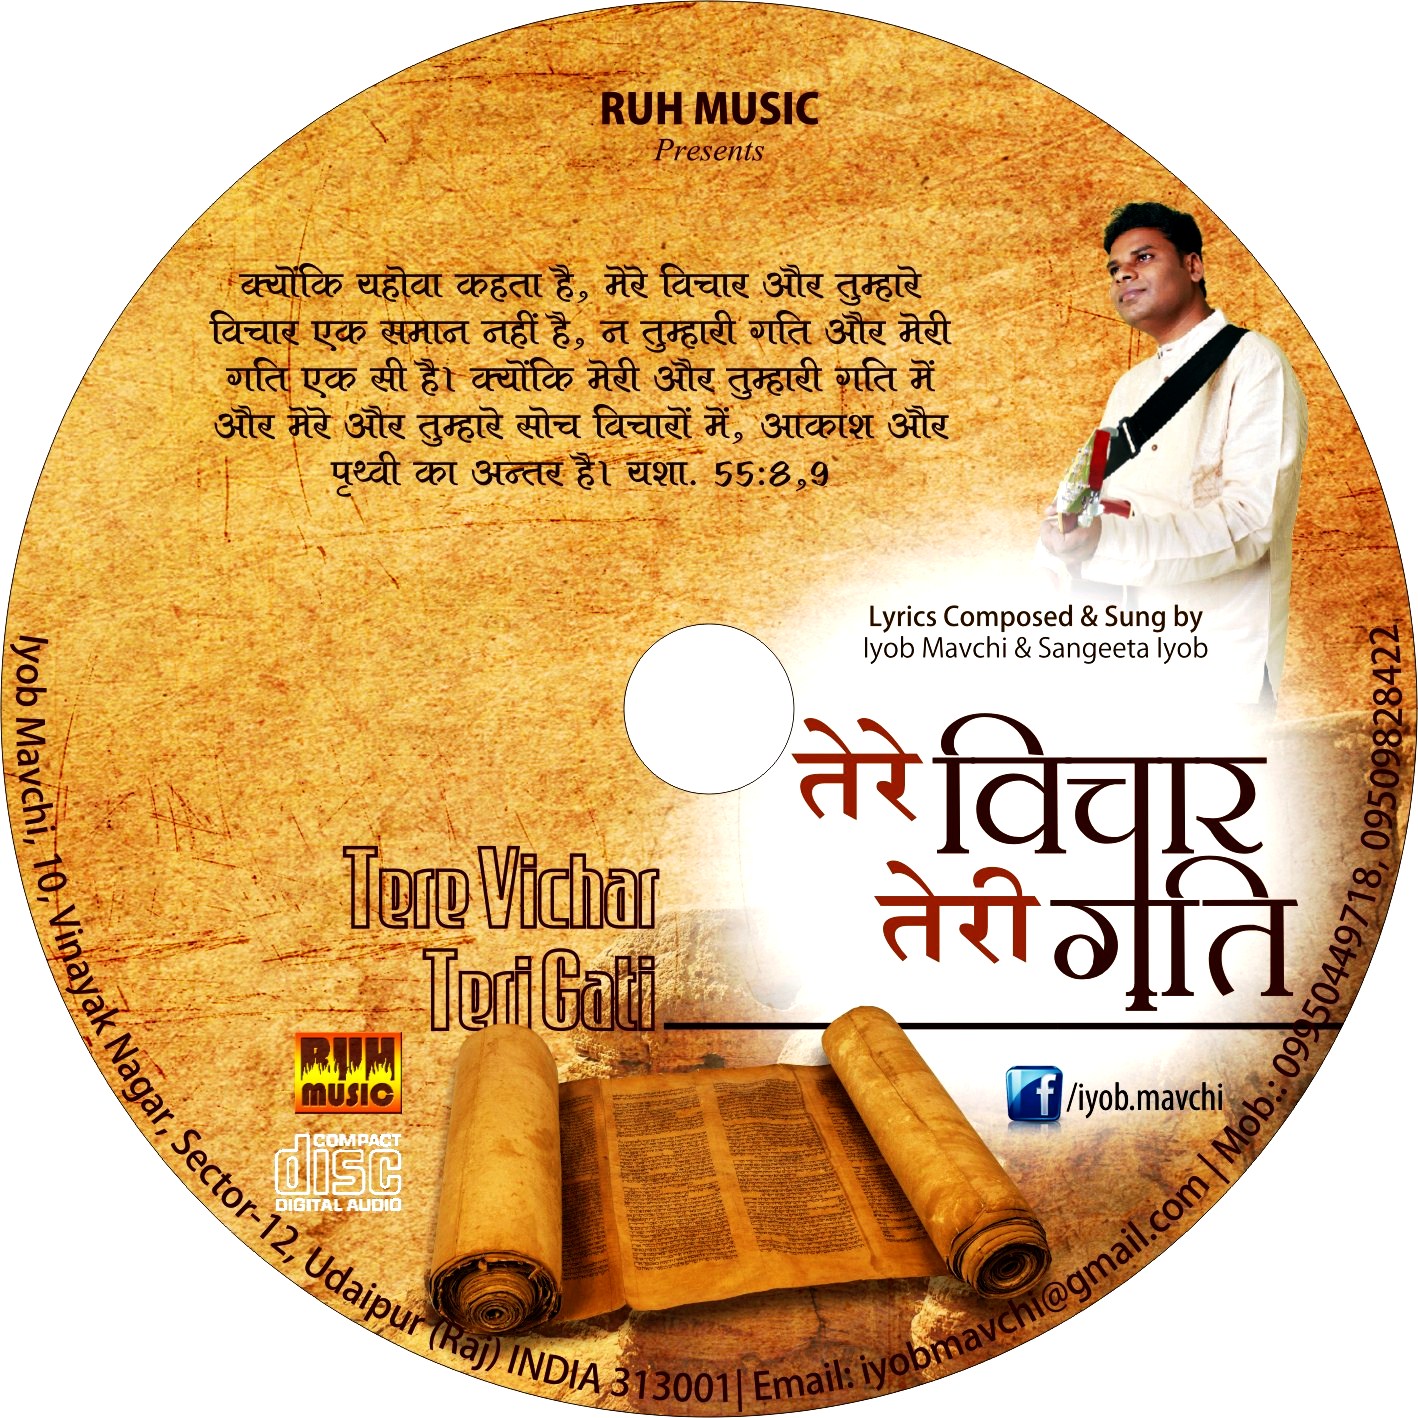 RUH MUSIC
Presents
क्योंकि यहोवा कहता है, मेरे विचार और तुम्हारे
विचार एक समान नहीं है, न तुम्हारी गति और मेरी
गति एक सी है। क्योंकि मेरी और तुम्हारी गति में
और मेरे और तुम्हारे सोच विचारों में, आकाश और
पृथ्वी का अन्तर है। यशा. 55:8,9
Lyrics Composed & Sung by
Iyob Mavchi & Sangeeta Iyob
तेरे विचार
तेरी गति
Tere Vichar
Teri Gati
RUH
MUSIC
COMPACT
disc
DIGITAL AUDIO
f /iyob.mavchi
Iyob Mavchi, 10, Vinayak Nagar, Sector-12, Udaipur (Raj) INDIA 313001| Email: iyobmavchi@gmail.com | Mob.: 09950449718, 09509828422